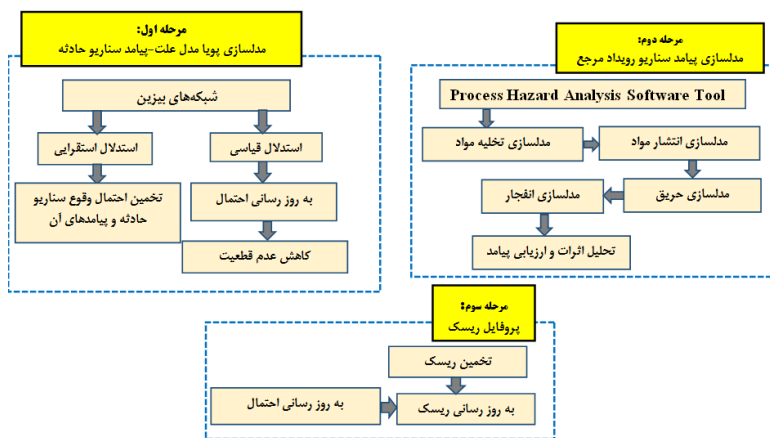 مرحله اول:
مدلسازی پویا مدل علت-پیامد سناریو حادثه
شبکه‌های بیزین
استدلال قیاسی
استدلال استقرایی
به روز رسانی احتمال
تخمین احتمال وقوع سناریو
حادثه و پیامدهای آن
کاهش عدم قطعیت
مرحله دوم:
مدلسازی پیامد سناریو رویداد مرجع
Process Hazard Analysis Software Tool
مدلسازی تخلیه مواد
مدلسازی انتشار مواد
مدلسازی حریق
مدلسازی انفجار
تحلیل اثرات و ارزیابی پیامد
مرحله سوم:
پروفایل ریسک
تخمین ریسک
به روز رسانی احتمال
به روز رسانی ریسک